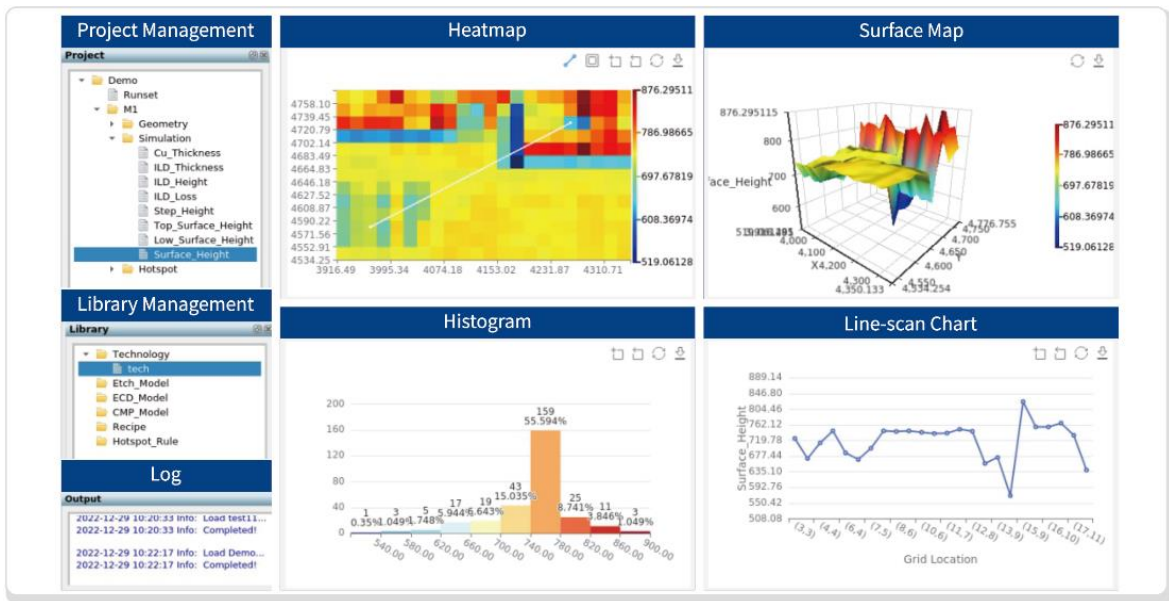 Project Management
Project
Demo
Runset
M1
Geometry
Simulation
Cu_Thickness
ILD_Thickness
ILD_Height
ILD_Loss
Step_Height
Top_Surface_Height
Low_Surface_Height
Surface_Height
Hotspot
Library Management
Library
Technology
tech
Etch_Model
ECD_Model
CMP_Model
Recipe
Hotspot_Rule
Log
Output
2022-12-29 10:20:33 Info: Load test11...
2022-12-29 10:20:33 Info: Completed!
2022-12-29 10:22:17 Info: Load Demo...
2022-12-29 10:22:17 Info: Completed!
Heatmap
4758.10
4739.45
4720.79
4702.14
4683.49
4664.83
4646.18
4627.52
4608.87
4590.22
4571.56
4552.91
4534.25
3916.49 3995.34 4074.18 4153.02 4231.87 4310.71
876.29511
786.98665
697.67819
608.36974
519.06128
Surface Map
876.295115
800
700
600
face_Height
4,000
4,100
X4,200
4,300
4,350.133
4,534.254
4,550
4,600
4,650
4,700
4,750
4,776.755
Y
876.29511
786.98665
697.67819
608.36974
519.06128
Histogram
200
160
120
80
40
0
1
0.35%
3
1.049%
5
1.748%
17
5.944%
19
6.643%
43
15.035%
159
55.594%
25
8.741%
11
3.846%
3
1.049%
540.00 580.00 620.00 660.00 700.00 740.00 780.00 820.00 860.00 900.00
Line-scan Chart
889.14
846.80
804.46
762.12
719.78
677.44
635.10
592.76
550.42
508.08
Surface_Height
(3,3) (4,4) (6,4) (7,5) (8,6) (10,6) (11,7) (12,8) (13,9) (15,9) (16,10) (17,11)
Grid Location